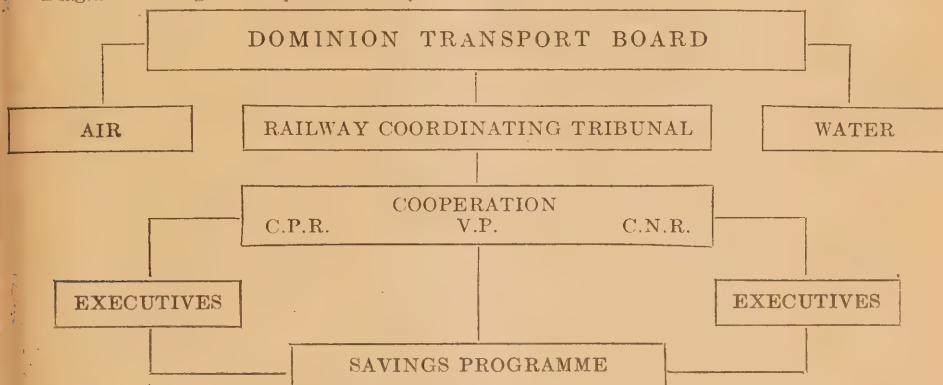 DOMINION TRANSPORT BOARD
AIR RAILWAY COORDINATING TRIBUNAL WATER
COOPERATION
C.P.R. V.P. C.N.R.
EXECUTIVES EXECUTIVES
SAVINGS PROGRAMME